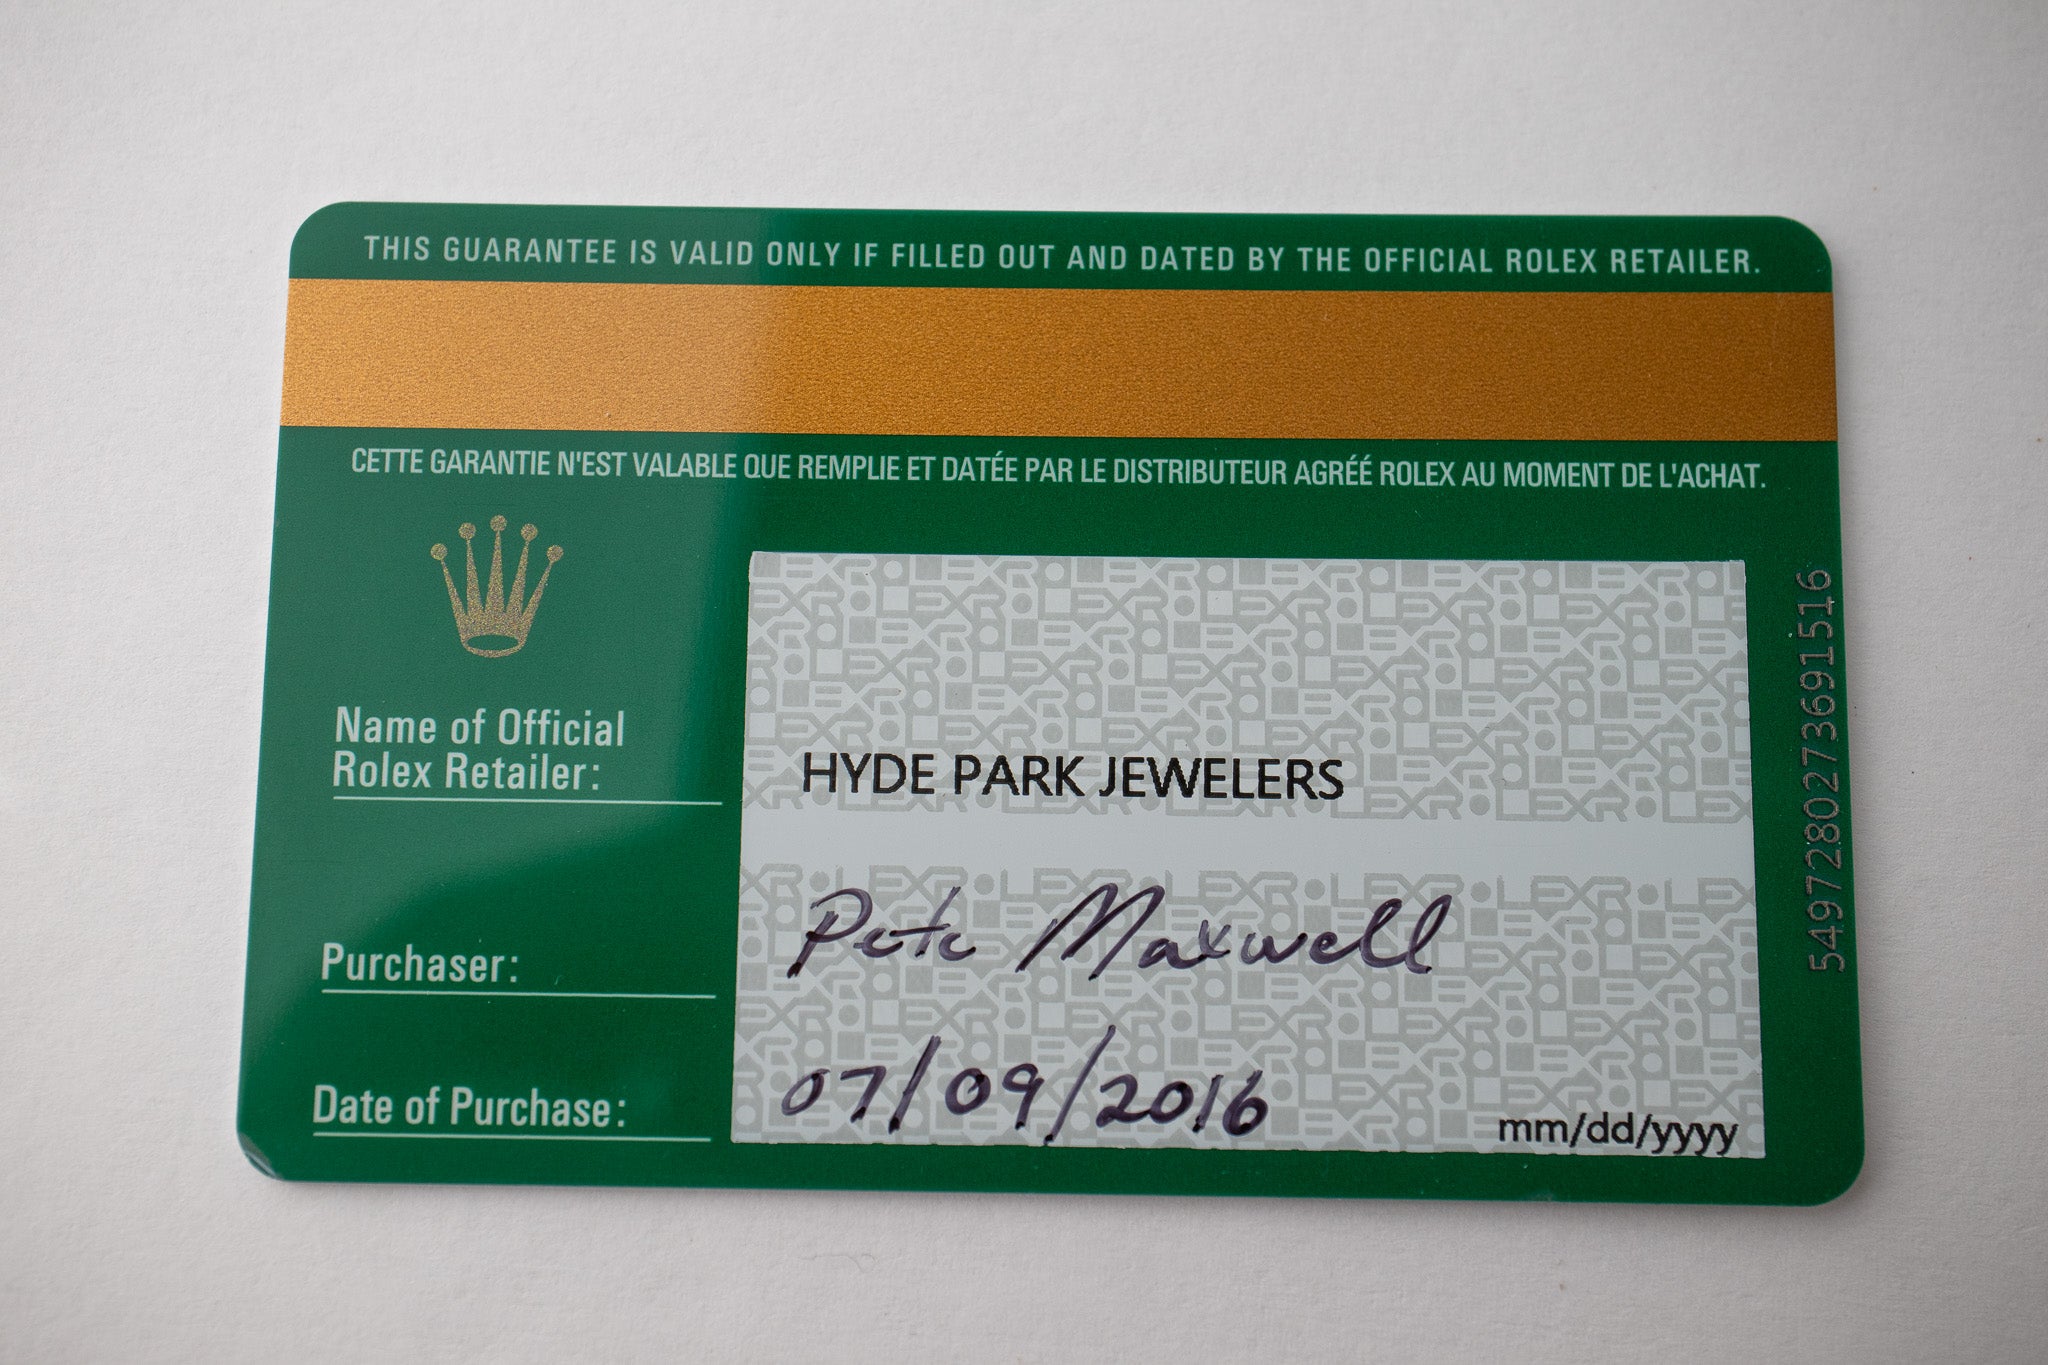 THIS GUARANTEE IS VALID ONLY IF FILLED OUT AND DATED BY THE OFFICIAL ROLEX RETAILER.
CETTE GARANTIE N'EST VALABLE QUE REMPLIE ET DATÉE PAR LE DISTRIBUTEUR AGRÉÉ ROLEX AU MOMENT DE L'ACHAT.
Name of Official
Rolex Retailer:
HYDE PARK JEWELERS
Purchaser:
Pete Maxwell
Date of Purchase:
07/09/2016
mm/dd/yyyy
5497280273691516